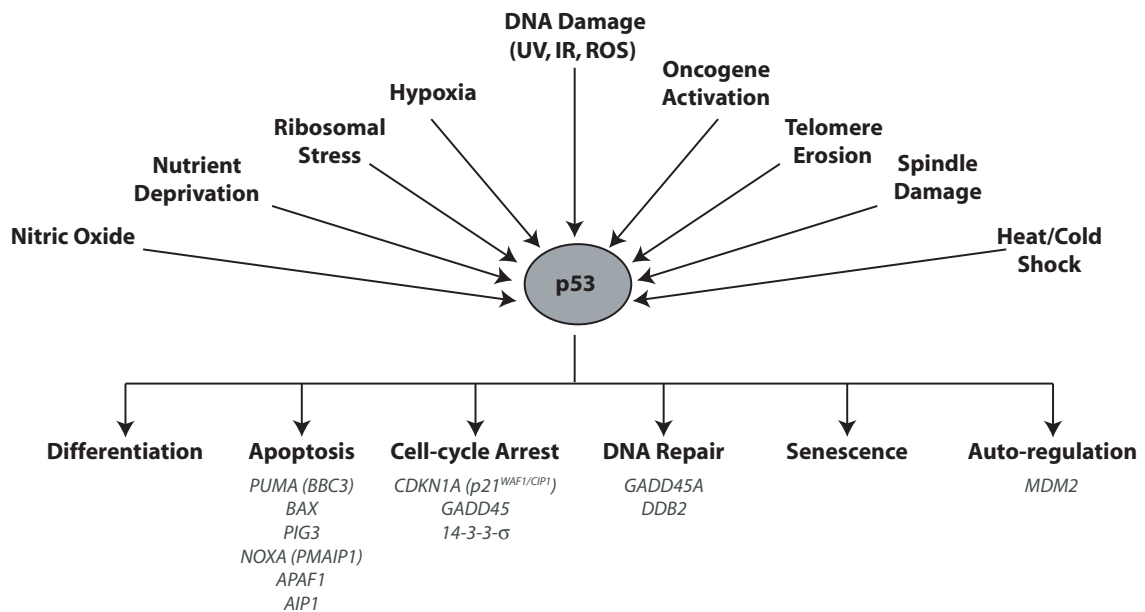 DNA Damage
(UV, IR, ROS)
Oncogene
Activation
Hypoxia
Telomere
Erosion
Ribosomal
Stress
Spindle
Damage
Nutrient
Deprivation
Nitric Oxide
Heat/Cold
Shock
p53
Differentiation
Apoptosis
PUMA (BBC3)
BAX
PIG3
NOXA (PMAIP1)
APAF1
AIP1
Cell-cycle Arrest
CDKN1A (p21WAF1/CIP1)
GADD45
14-3-3-σ
DNA Repair
GADD45A
DDB2
Senescence
Auto-regulation
MDM2